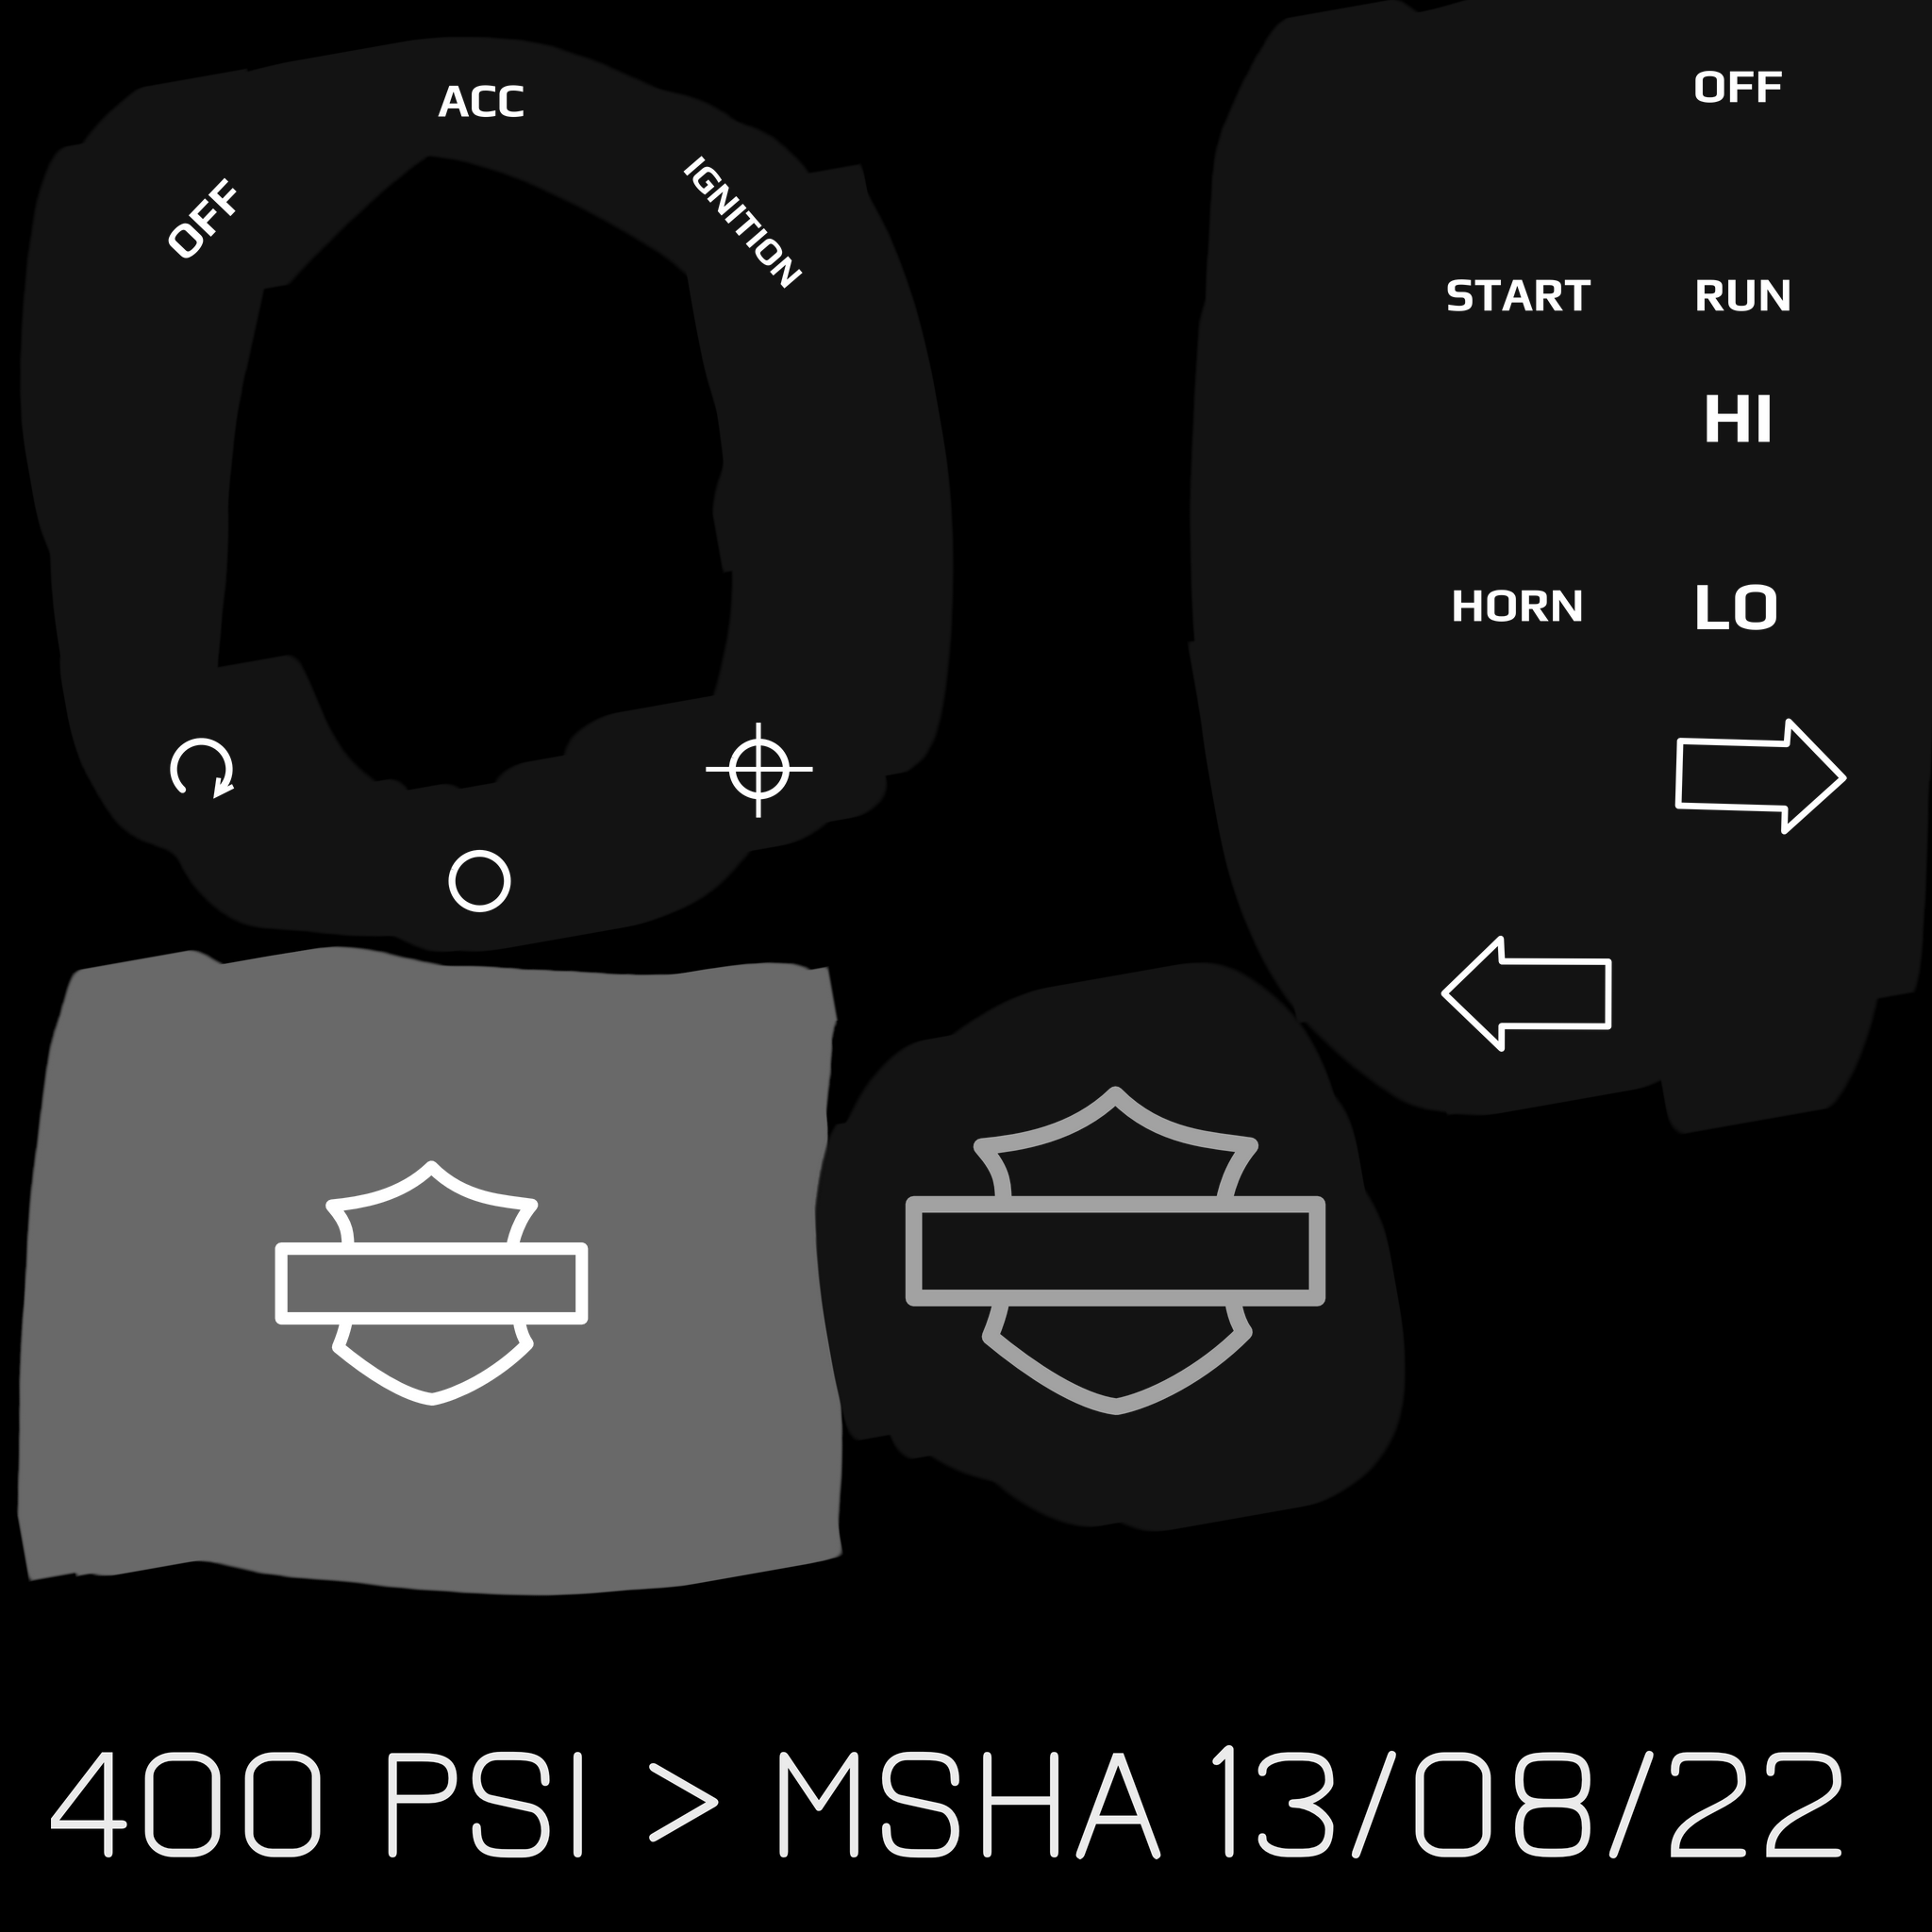 ACC
OFF
IGNITION
OFF
START RUN
HI
HORN LO
400 PSI > MSHA 13/08/22